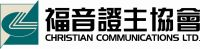 福音證主協會
CHRISTIAN COMMUNICATIONS LTD.